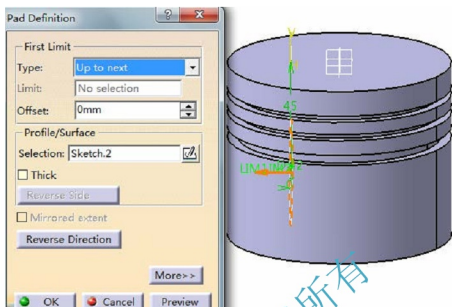 Pad Definition
?
X
First Limit
Type: Up to next
Limit: No selection
Offset: 0mm
Profile/Surface
Selection: Sketch.2
Thick
Reverse Side
Mirrored extent
Reverse Direction
More>>
OK Cancel Preview
45
所有